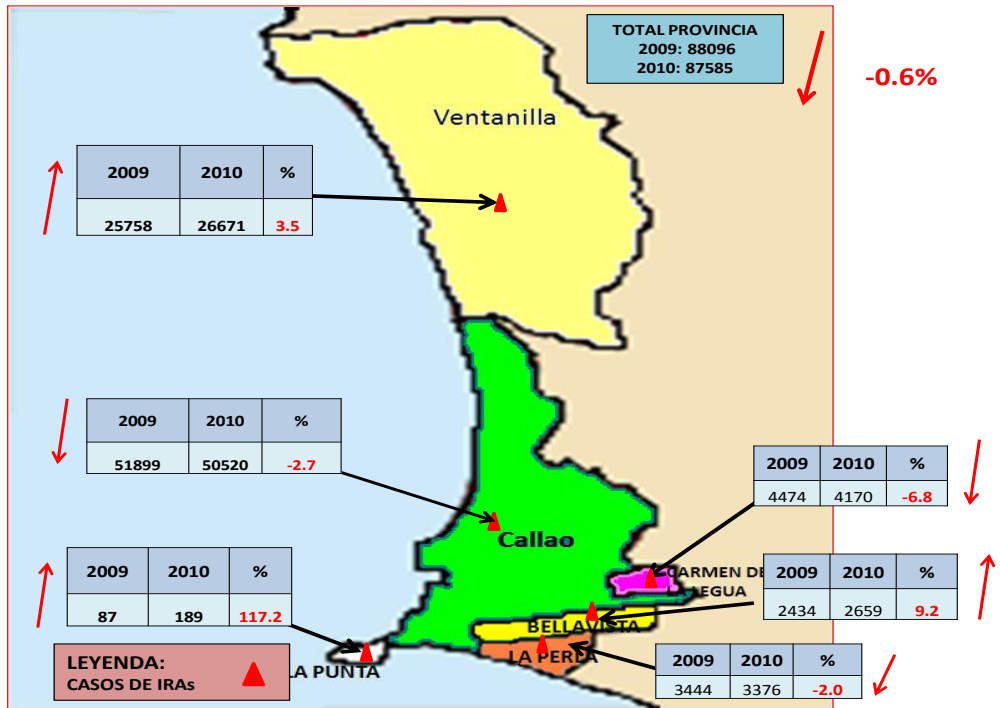 TOTAL PROVINCIA
2009: 88096
2010: 87585
-0.6%
Ventanilla
2009 2010 %
25758 26671 3.5
2009 2010 %
51899 50520 -2.7
Callao
2009 2010 %
4474 4170 -6.8
CARMEN DE
LEGUA
2009 2010 %
2434 2659 9.2
2009 2010 %
87 189 117.2
BELLAVISTA
LA PERLA
2009 2010 %
3444 3376 -2.0
LA PUNTA
LEYENDA:
CASOS DE IRAs